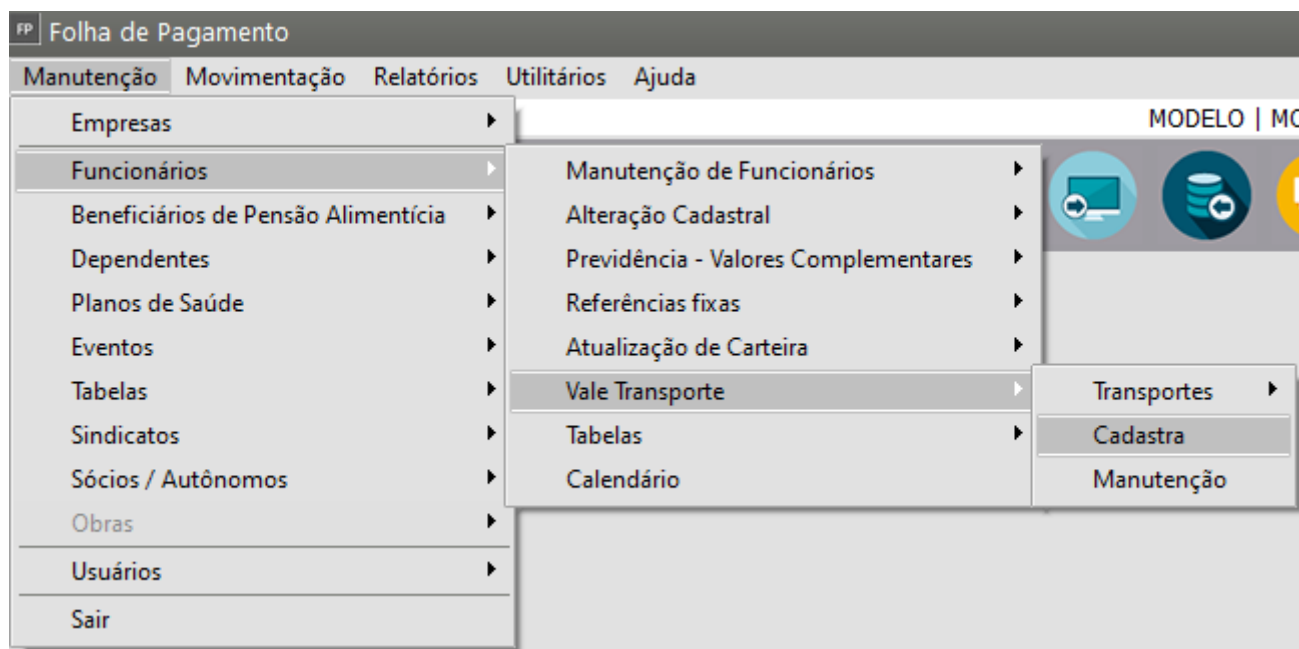 FP Folha de Pagamento
Manutenção Movimentação Relatórios Utilitários Ajuda
MODELO | MO
Empresas
Funcionários
Beneficiários de Pensão Alimentícia
Dependentes
Planos de Saúde
Eventos
Tabelas
Sindicatos
Sócios / Autônomos
Obras
Usuários
Sair
Manutenção de Funcionários
Alteração Cadastral
Previdência - Valores Complementares
Referências fixas
Atualização de Carteira
Vale Transporte
Tabelas
Calendário
Transportes
Cadastra
Manutenção